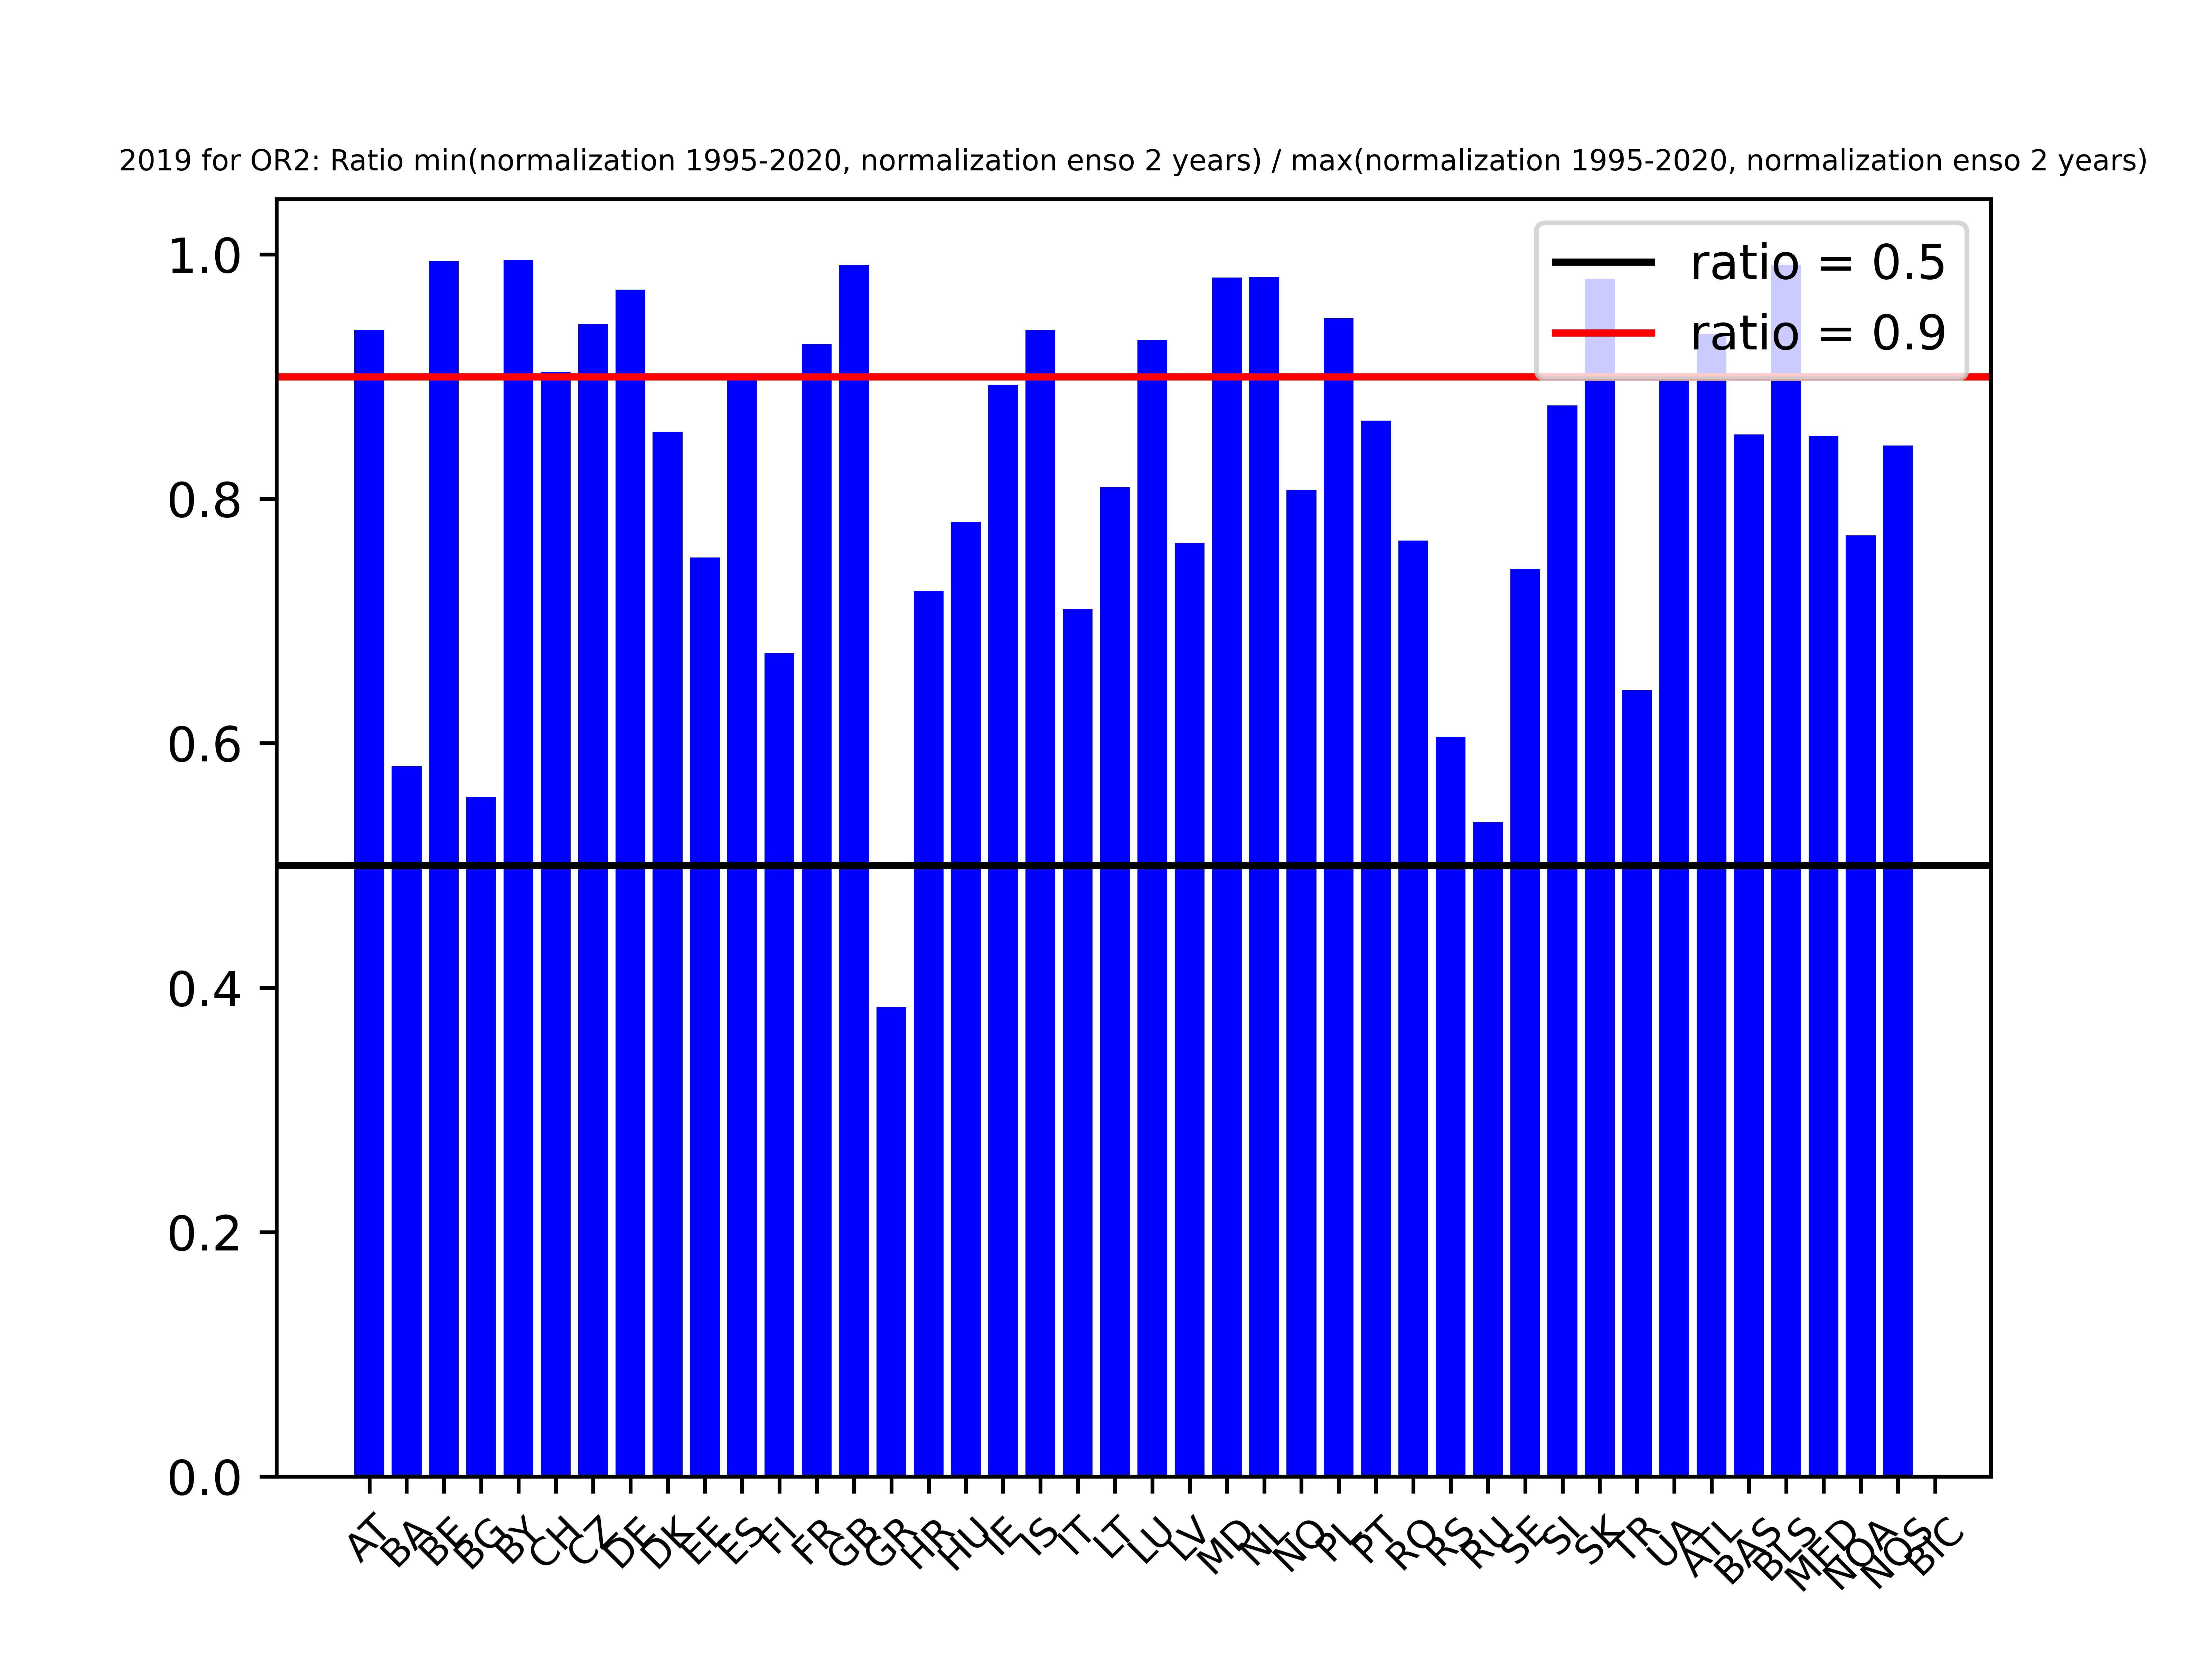 2019 for OR2: Ratio min(normalization 1995-2020, normalization enso 2 years) / max(normalization 1995-2020, normalization enso 2 years)
ratio = 0.5
ratio = 0.9
1.0
0.8
0.6
0.4
0.2
0.0
AT BA BE BG BY CH CZ DE DK EE ES FI FR GB GR HR HU IE IS IT LT LU LV MD NL NO PL PT RO RS RU SE SI SK TR UA ATL BAS BLS MED NOA NOS BIC